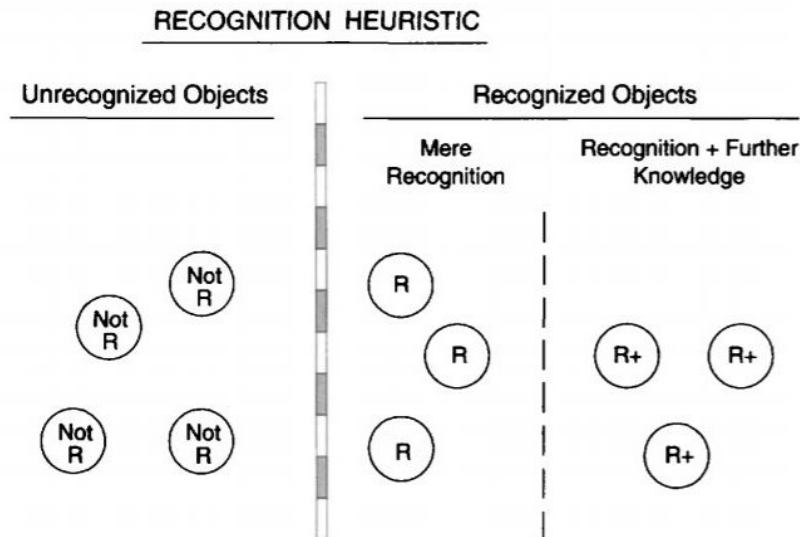 RECOGNITION HEURISTIC
Unrecognized Objects
Recognized Objects
Mere
Recognition
Recognition + Further
Knowledge
Not
R
Not
R
Not
R
Not
R
R
R
R
R+
R+
R+